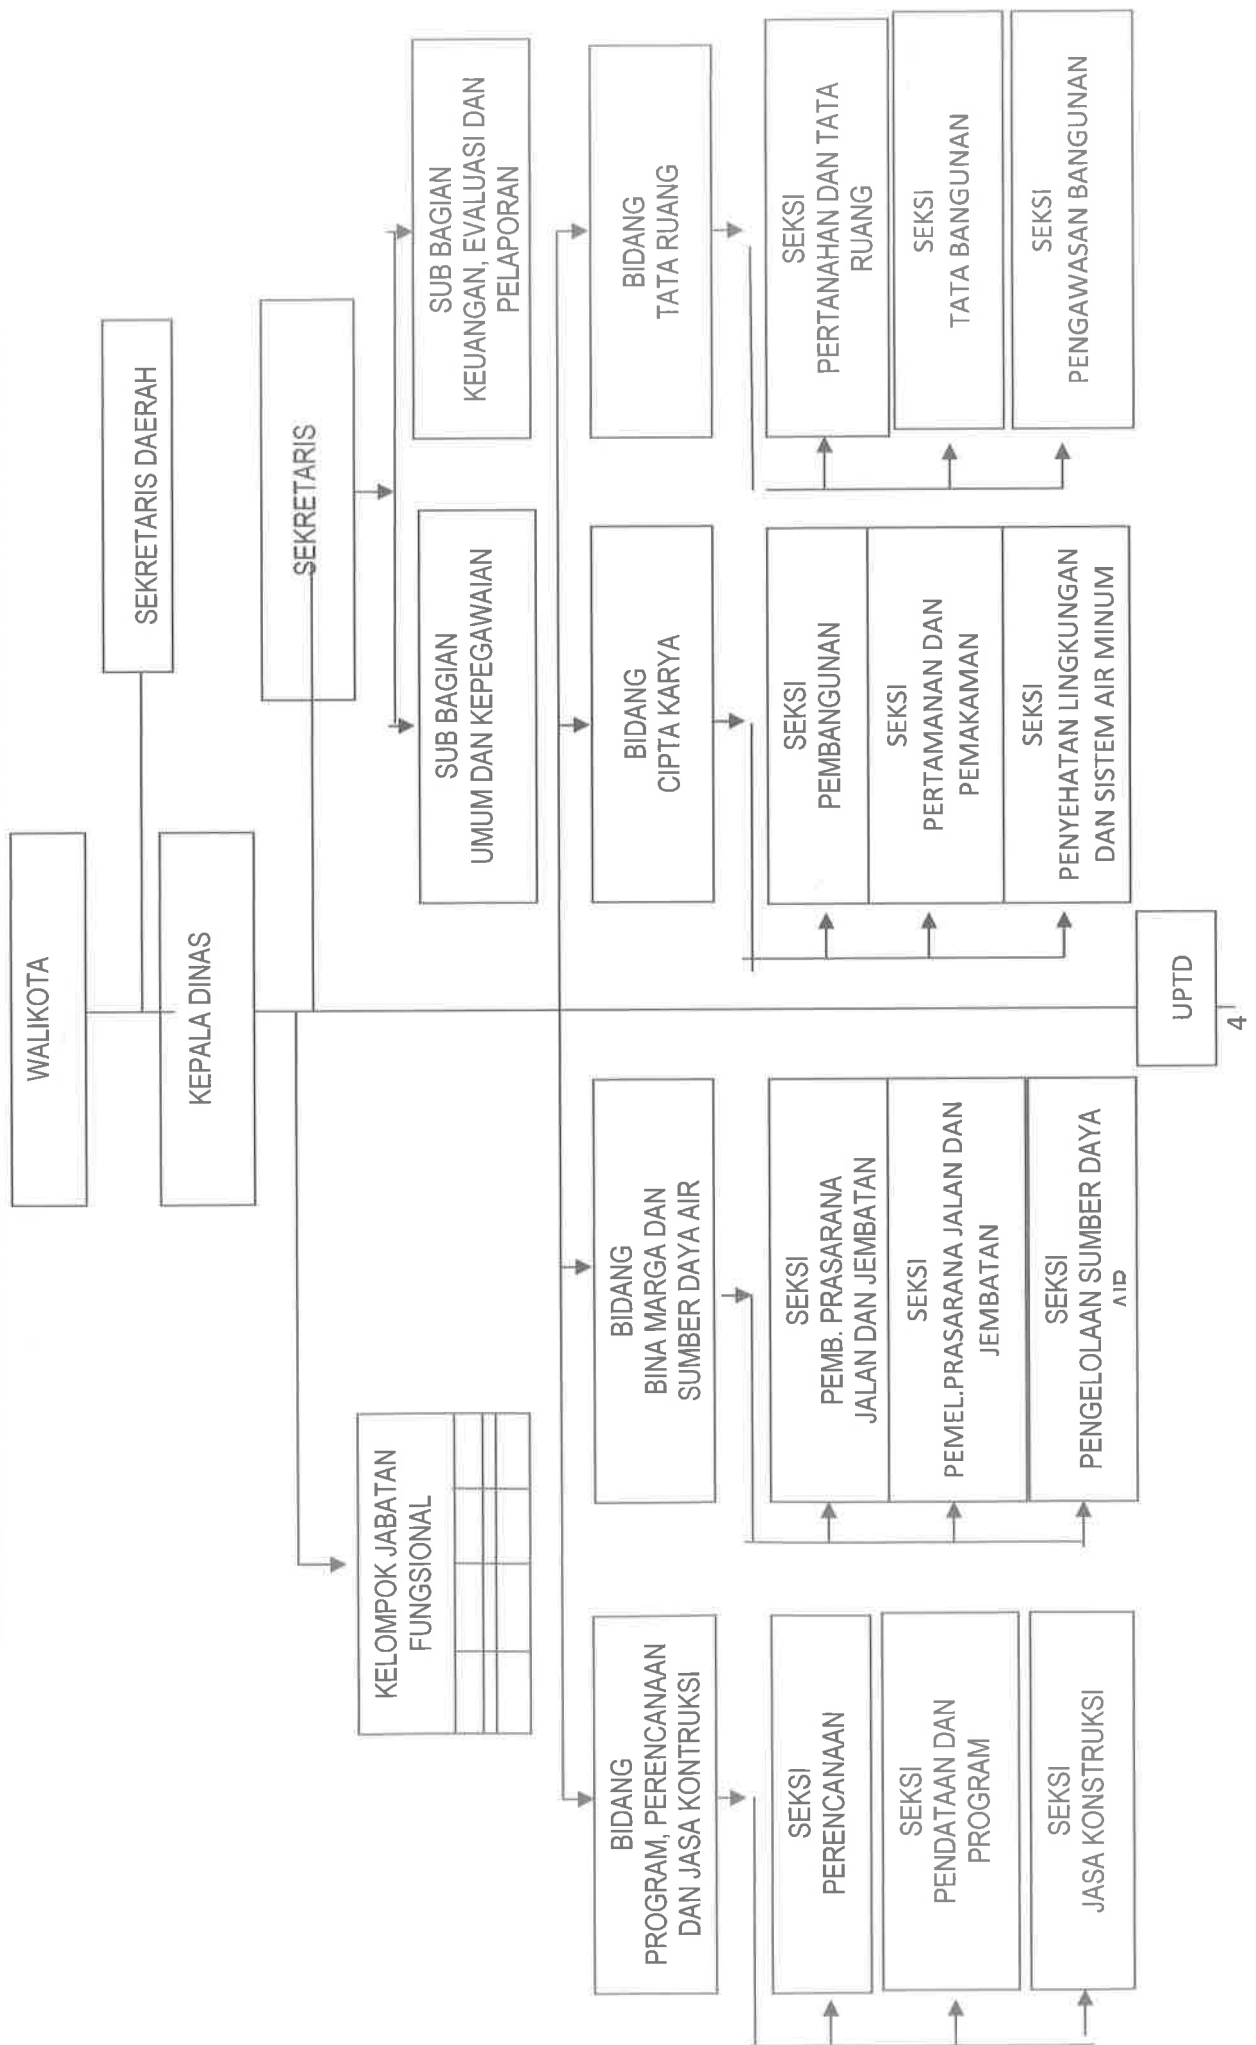 WALIKOTA
SEKRETARIS DAERAH
KEPALA DINAS
SEKRETARIS
KELOMPOK JABATAN
FUNGSIONAL
SUB BAGIAN
UMUM DAN KEPEGAWAIAN
SUB BAGIAN
KEUANGAN, EVALUASI DAN
PELAPORAN
BIDANG
PROGRAM, PERENCANAAN
DAN JASA KONTRUKSI
BIDANG
BINA MARGA DAN
SUMBER DAYA AIR
BIDANG
CIPTA KARYA
BIDANG
TATA RUANG
SEKSI
PERENCANAAN
SEKSI
PENDATAAN DAN
PROGRAM
SEKSI
JASA KONSTRUKSI
SEKSI
PEMB. PRASARANA
JALAN DAN JEMBATAN
SEKSI
PEMEL.PRASARANA JALAN DAN
JEMBATAN
SEKSI
PENGELOLAAN SUMBER DAYA
AIR
SEKSI
PEMBANGUNAN
SEKSI
PERTAMANAN DAN
PEMAKAMAN
SEKSI
PENYEHATAN LINGKUNGAN
DAN SISTEM AIR MINUM
SEKSI
PERTANAHAN DAN TATA
RUANG
SEKSI
TATA BANGUNAN
SEKSI
PENGAWASAN BANGUNAN
UPTD
4